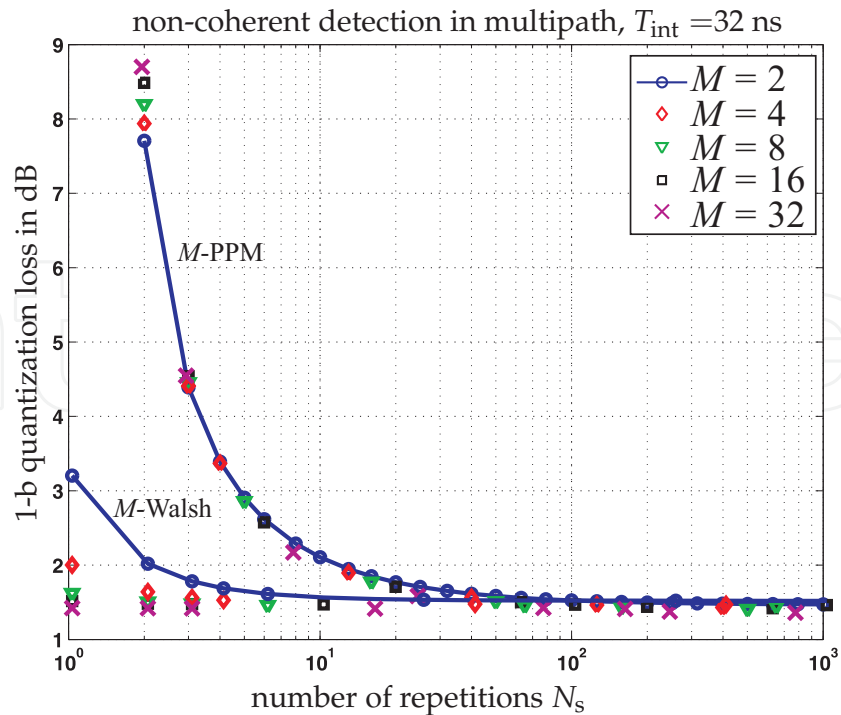 non-coherent detection in multipath, T_int =32 ns
9
8
7
6
5
4
3
2
1
1-b quantization loss in dB
M = 2
M = 4
M = 8
M = 16
M = 32
M-PPM
M-Walsh
10^0
10^1
10^2
10^3
number of repetitions N_s